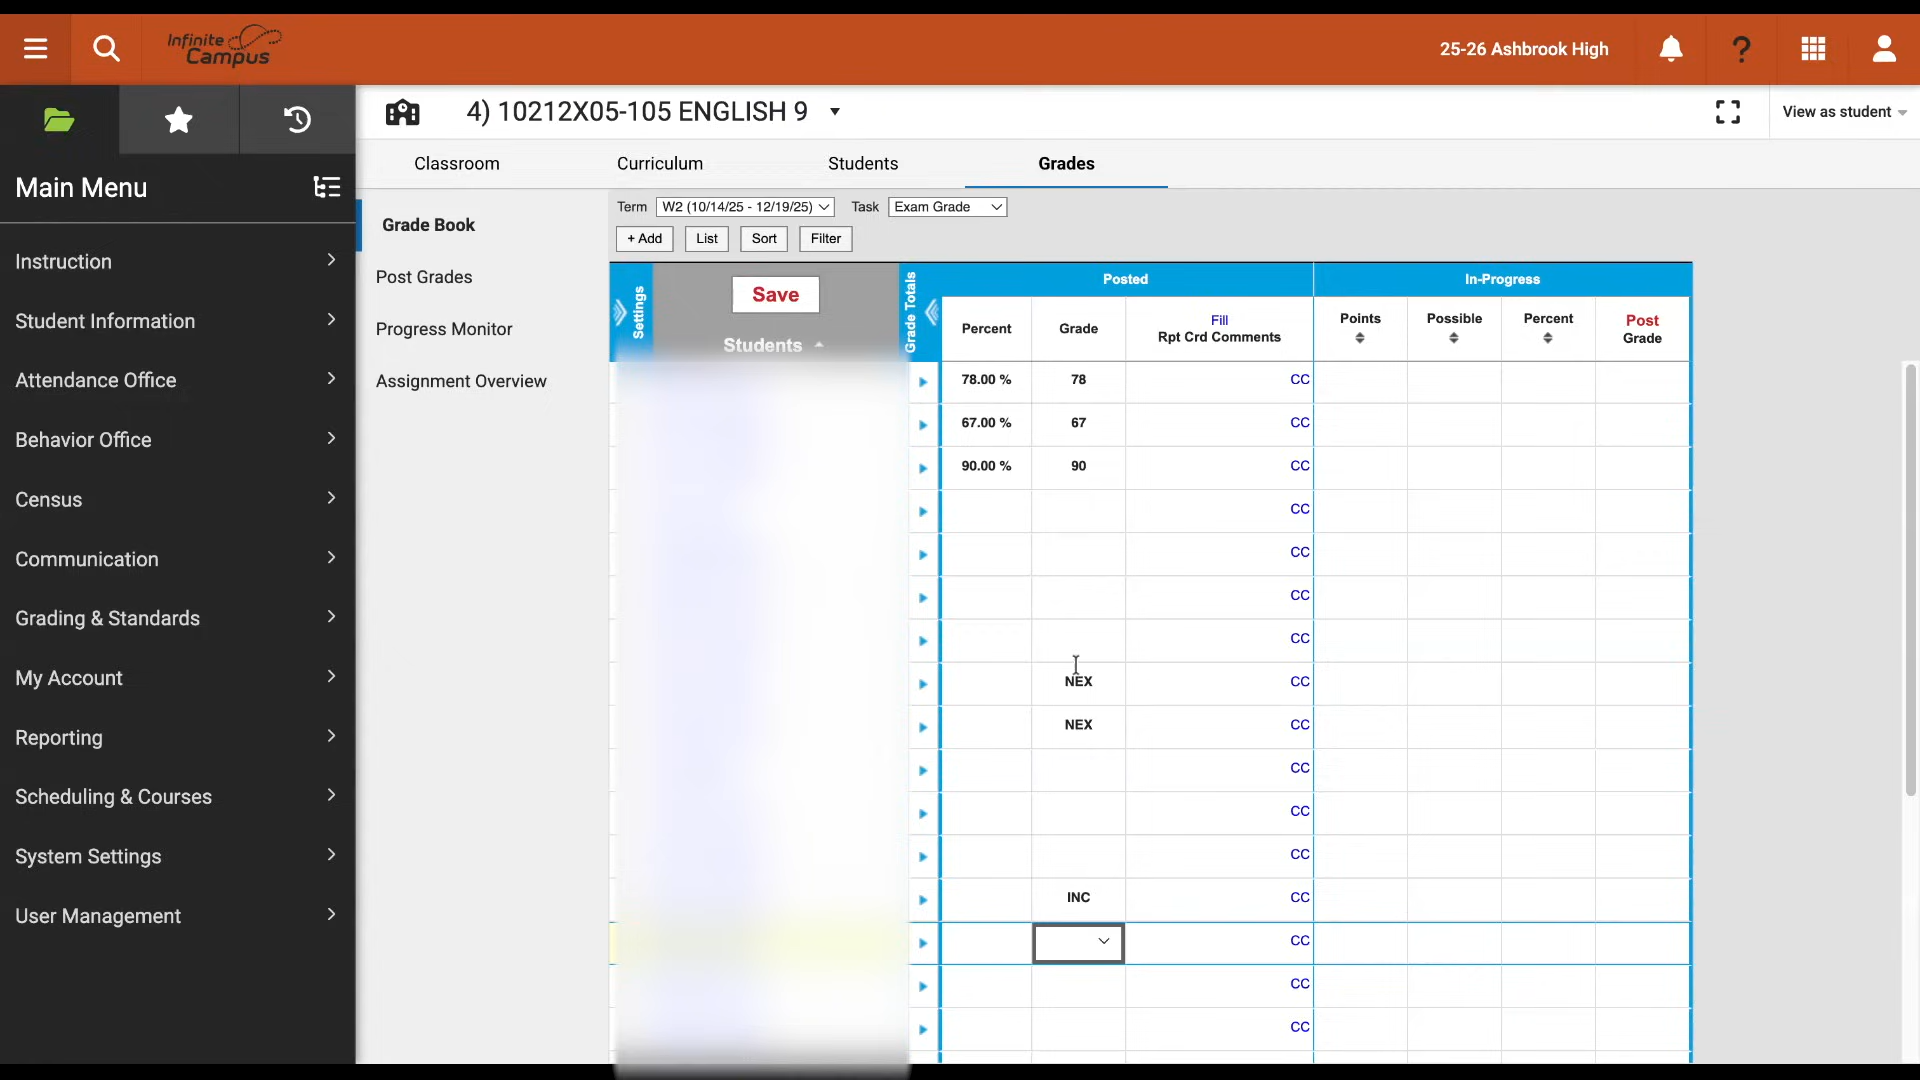 Infinite Campus
25-26 Ashbrook High
?
4) 10212X05-105 ENGLISH 9
View as student
Main Menu
Instruction
Student Information
Attendance Office
Behavior Office
Census
Communication
Grading & Standards
My Account
Reporting
Scheduling & Courses
System Settings
User Management
Classroom
Curriculum
Students
Grades
Grade Book
Post Grades
Progress Monitor
Assignment Overview
Term W2 (10/14/25 - 12/19/25) Task Exam Grade
+ Add List Sort Filter
Settings
Save
Students
Grade Totals
Posted
In-Progress
Percent
Grade
Fill
Rpt Crd Comments
Points
Possible
Percent
Post
Grade
78.00 % 78 CC
67.00 % 67 CC
90.00 % 90 CC
CC
CC
CC
CC
NEX CC
NEX CC
CC
CC
CC
INC CC
CC
CC
CC